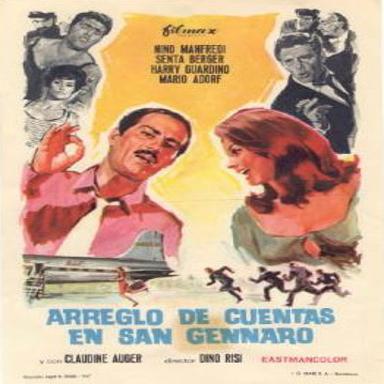 filmax
NINO MANFREDI
SENTA BERGER
HARRY GUARDINO
MARIO ADORF
ARREGLO DE CUENTAS
EN SAN GENNARO
y con CLAUDINE AUGER director DINO RISI EASTMANCOLOR